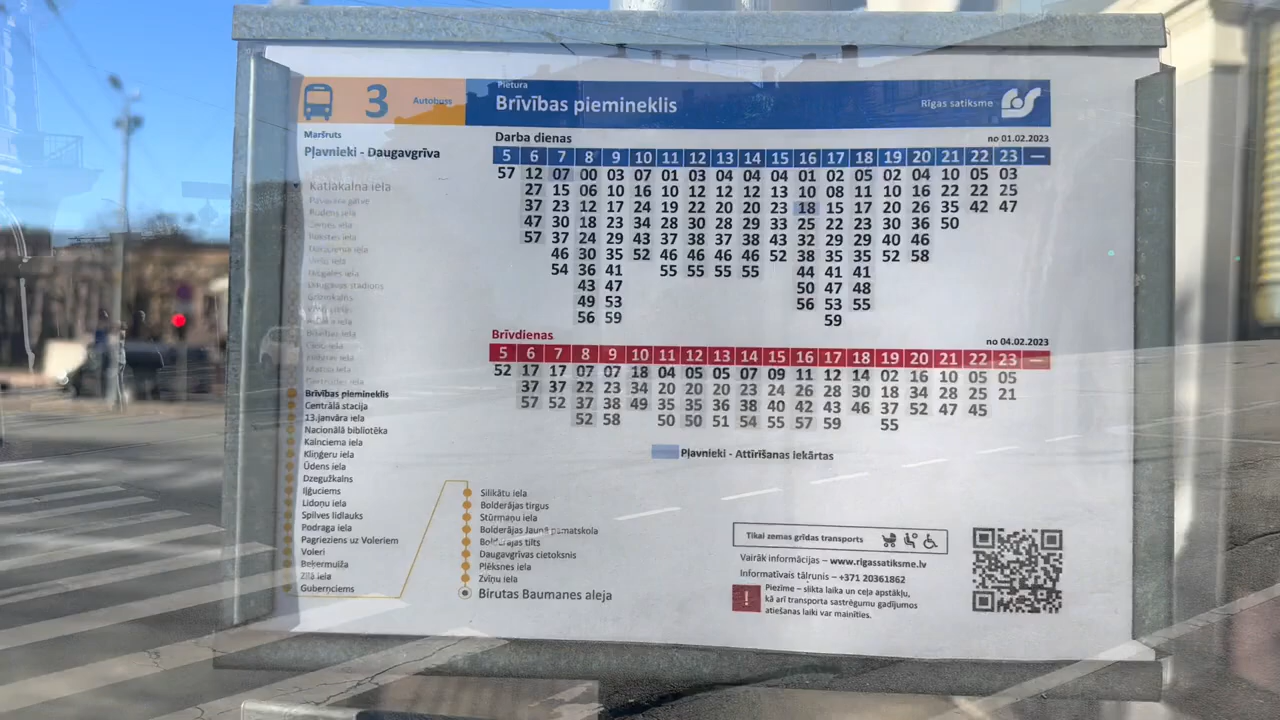 3
Autobuss
Pietura
Brīvības piemineklis
Rīgas satiksme
Maršruts
Pļavnieki - Daugavgrīva
Darba dienas
no 01.02.2023
5 6 7 8 9 10 11 12 13 14 15 16 17 18 19 20 21 22 23 —
57 12 07 00 03 07 01 04 04 04 04 01 02 05 02 04 10 05 03
27 15 06 10 16 10 12 12 12 13 10 08 11 10 16 22 22 25
37 23 12 17 24 19 22 20 20 23 18 15 17 20 26 35 42 47
47 30 18 23 34 28 30 28 29 33 25 22 23 30 36 50
57 37 24 29 43 37 38 37 38 43 32 29 29 40 46
46 30 35 52 46 46 46 46 52 38 35 35 52 58
54 36 41 55 55 55 55 44 41 41
43 47 50 47 48
49 53 56 53 55
56 59 59
Brīvdienas
no 04.02.2023
5 6 7 8 9 10 11 12 13 14 15 16 17 18 19 20 21 22 23 —
52 17 17 07 07 18 04 05 05 07 09 11 12 14 02 16 10 05 05
37 37 22 23 34 20 20 20 23 24 26 28 30 18 34 28 25 21
57 52 37 38 49 35 35 36 38 40 42 43 46 37 52 47 45
52 58 50 50 51 54 55 57 59 55
Pļavnieki - Attīrīšanas iekārtas
Katlakalna iela
Brīvības piemineklis
Centrālā stacija
13.janvāra iela
Nacionālā bibliotēka
Kalnciema iela
Kliņģeru iela
Ūdens iela
Dzegužkalns
Iļģuciems
Lidoņu iela
Spilves lidlauks
Podraga iela
Pagrieziens uz Voleriem
Voleri
Beķermuiža
Zilā iela
Guberņciems
Silikātu iela
Bolderājas tirgus
Stūrmaņu iela
Bolderājas Jaunā pamatskola
Bolderājas tilts
Daugavgrīvas cietoksnis
Plēksnes iela
Zvīņu iela
Birutas Baumanes aleja
Tikai zemas grīdas transports
Vairāk informācijas – www.rigassatiksme.lv
Informatīvais tālrunis – +371 20361862
! Piezīme – slikta laika un ceļa apstākļu,
kā arī transporta sastrēgumu gadījumos
atiešanas laiki var mainīties.